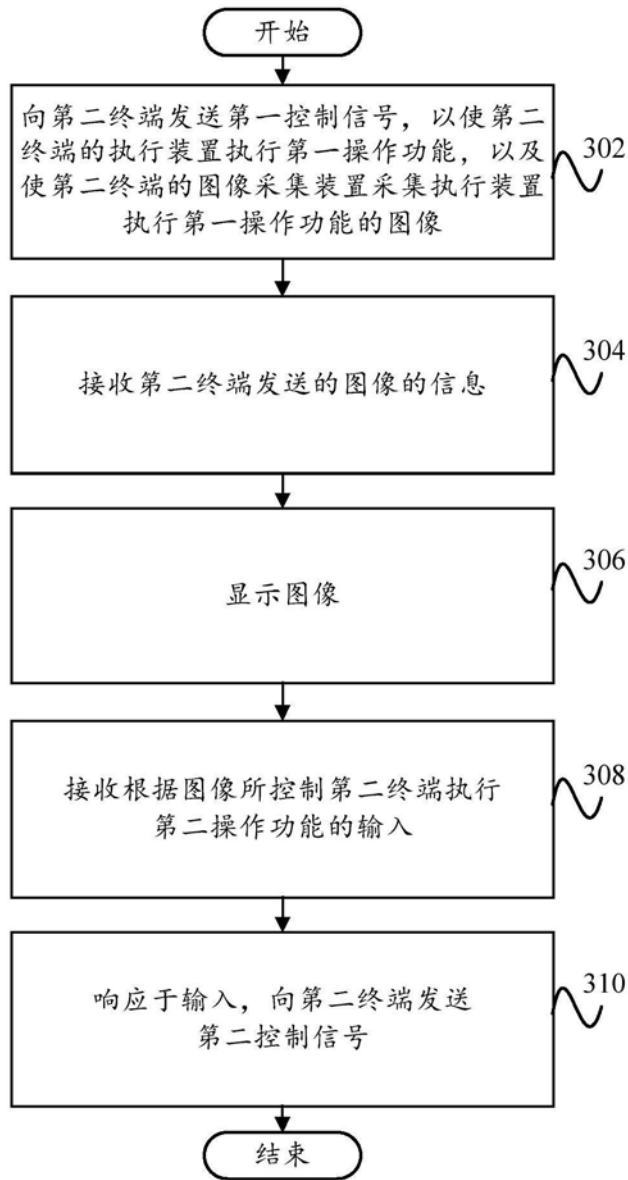 开始
向第二终端发送第一控制信号，以使第二
终端的执行装置执行第一操作功能，以及
使第二终端的图像采集装置采集执行装置
执行第一操作功能的图像
302
接收第二终端发送的图像的信息
304
显示图像
306
接收根据图像所控制第二终端执行
第二操作功能的输入
308
响应于输入，向第二终端发送
第二控制信号
310
结束